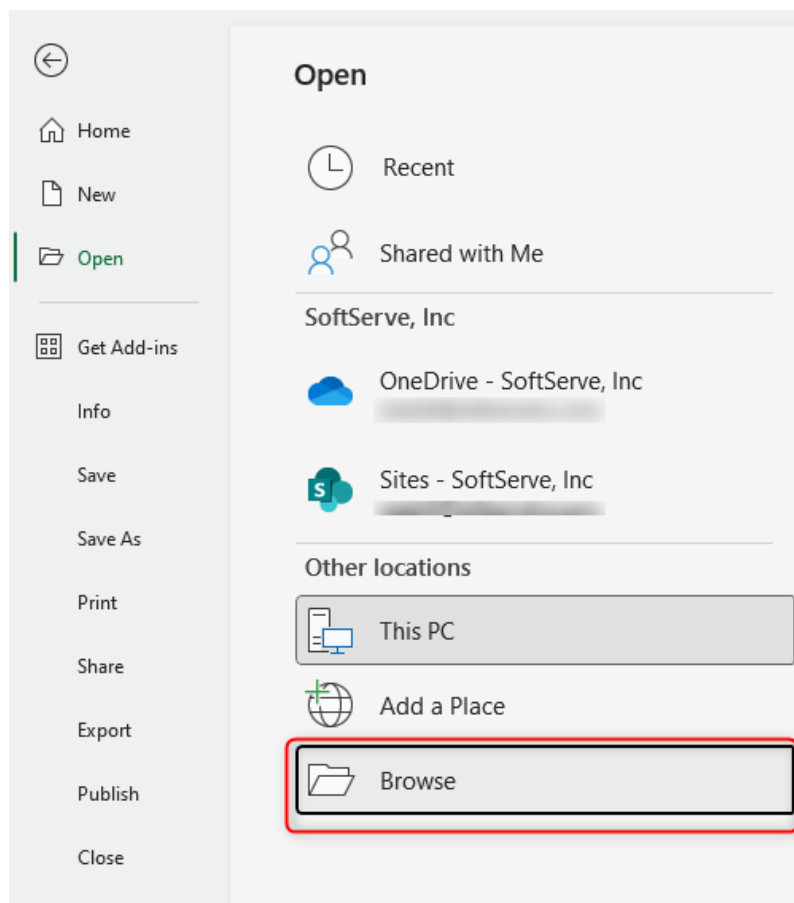 Home
New
Open
Get Add-ins
Info
Save
Save As
Print
Share
Export
Publish
Close
Open
Recent
Shared with Me
SoftServe, Inc
OneDrive - SoftServe, Inc
Sites - SoftServe, Inc
Other locations
This PC
Add a Place
Browse